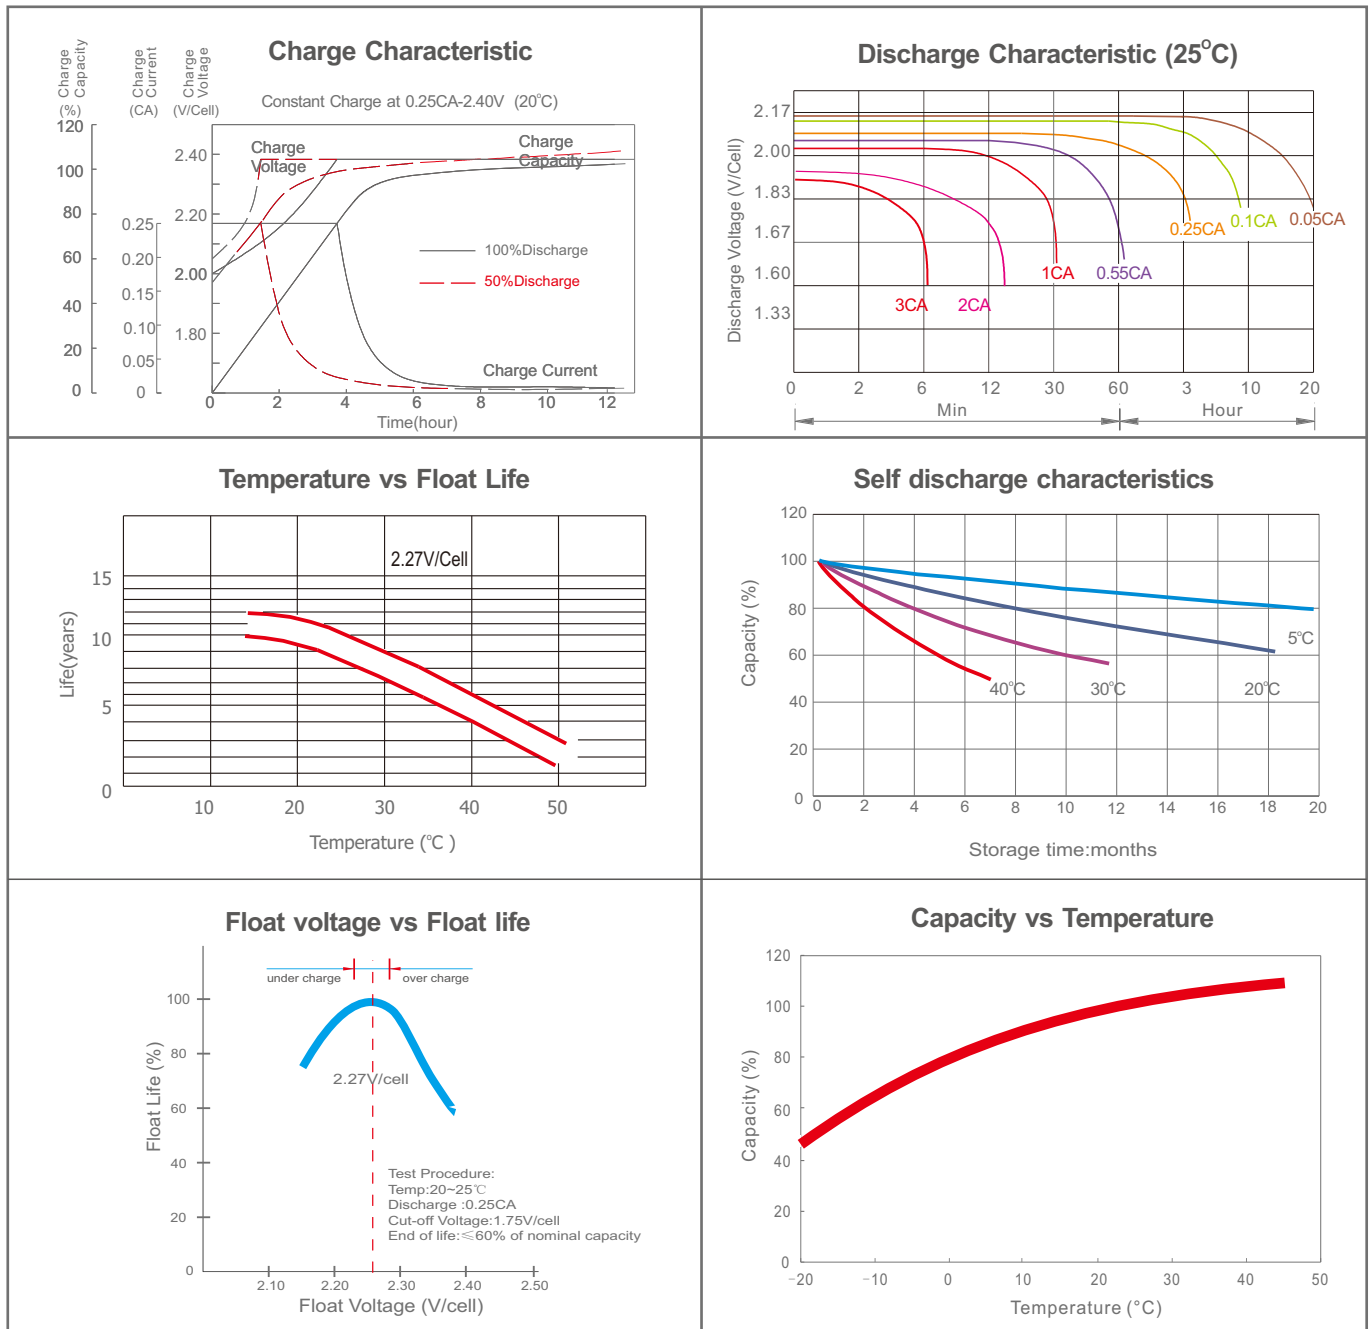 Charge Characteristic
Charge Capacity
(%)
Charge Current
(CA)
Charge Voltage
(V/Cell)
Constant Charge at 0.25CA-2.40V (20°C)
120
100
80
60
40
20
0
0.25
0.20
0.15
0.10
0.05
0
2.40
2.20
2.00
1.80
Charge
Voltage
Charge
Capacity
100%Discharge
50%Discharge
Charge Current
0 2 4 6 8 10 12
Time(hour)
Discharge Characteristic (25°C)
Discharge Voltage (V/Cell)
2.17
2.00
1.83
1.67
1.60
1.33
3CA
2CA
1CA
0.55CA
0.25CA
0.1CA
0.05CA
0 2 6 12 30 60 3 10 20
Min Hour
Temperature vs Float Life
2.27V/Cell
Life(years)
15
10
5
0
10 20 30 40 50
Temperature (°C )
Self discharge characteristics
Capacity (%)
120
100
80
60
40
20
0
5°C
40°C
30°C
20°C
0 2 4 6 8 10 12 14 16 18 20
Storage time:months
Float voltage vs Float life
under charge
over charge
Float Life (%)
100
80
60
40
20
0
2.27V/cell
Test Procedure:
Temp:20~25℃
Discharge :0.25CA
Cut-off Voltage:1.75V/cell
End of life:≤60% of nominal capacity
2.10 2.20 2.30 2.40 2.50
Float Voltage (V/cell)
Capacity vs Temperature
Capacity (%)
120
100
80
60
40
20
0
-20 -10 0 10 20 30 40 50
Temperature (°C)